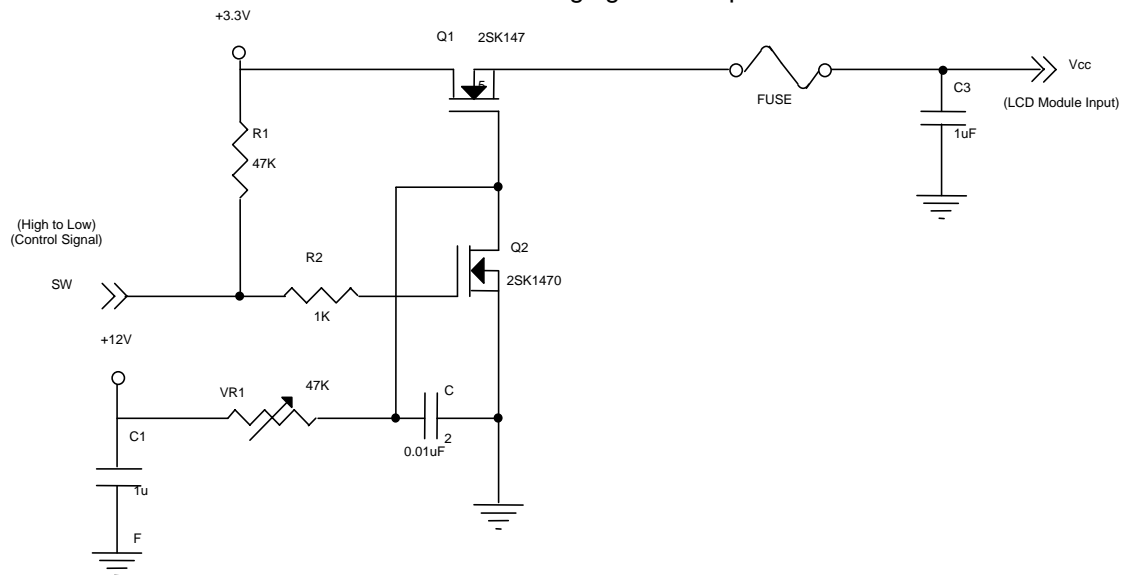 +3.3V
Q1
2SK147
5
FUSE
Vcc
(LCD Module Input)
C3
1uF
R1
47K
(High to Low)
(Control Signal)
SW
R2
1K
Q2
2SK1470
+12V
VR1
47K
C
2
0.01uF
C1
1u
F